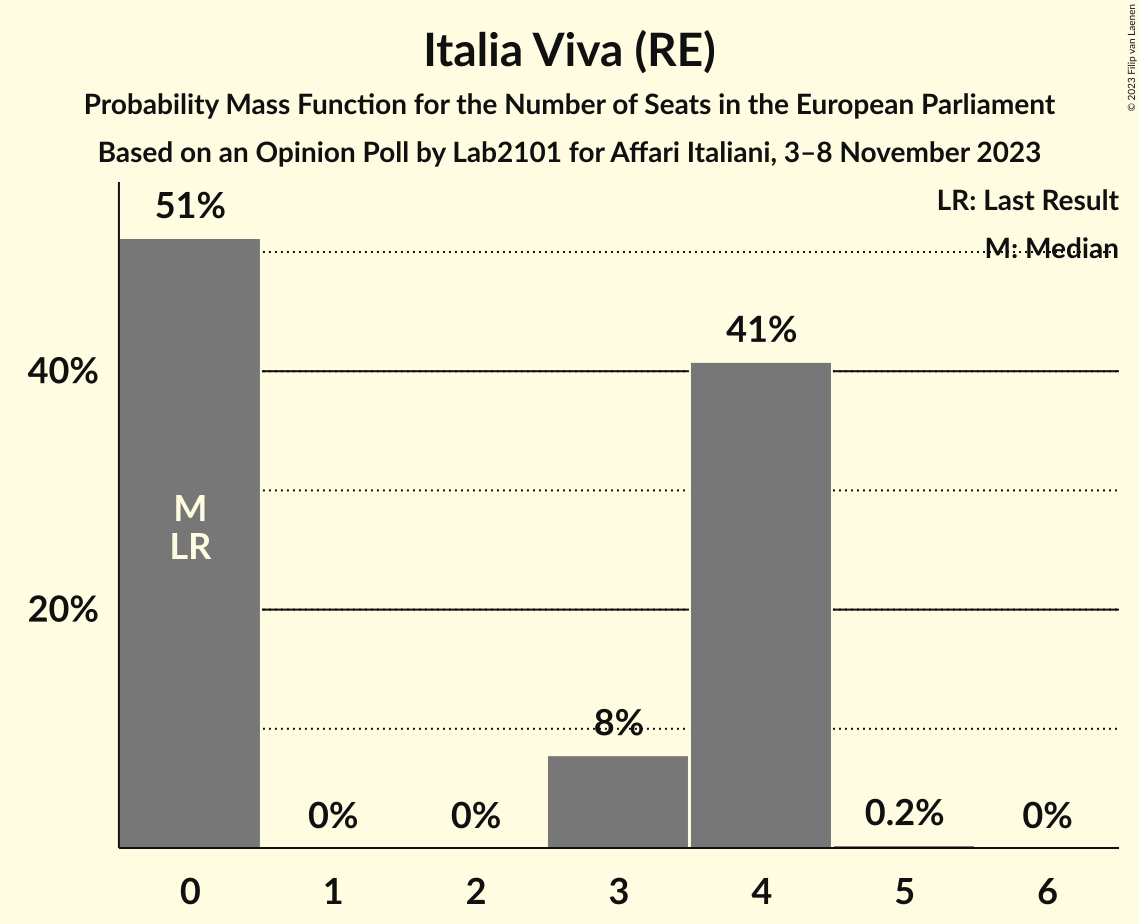 Italia Viva (RE)
Probability Mass Function for the Number of Seats in the European Parliament
Based on an Opinion Poll by Lab2101 for Affari Italiani, 3–8 November 2023
© 2023 Filip van Laenen
LR: Last Result
M: Median
51%
41%
40%
M
LR
20%
8%
0%
0%
0.2%
0%
0
1
2
3
4
5
6